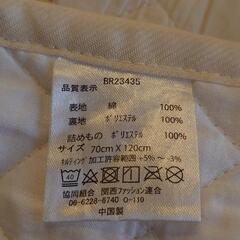 品質表示 BR23435
表地 綿 100%
裏地 ポリエステル 100%
詰めもの ポリエステル 100%
サイズ 70cm X 120cm
キルティング加工許容範囲+5% ~ -3%
40
協同組合 関西ファッション連合
06-6228-6740 0-110
中国製